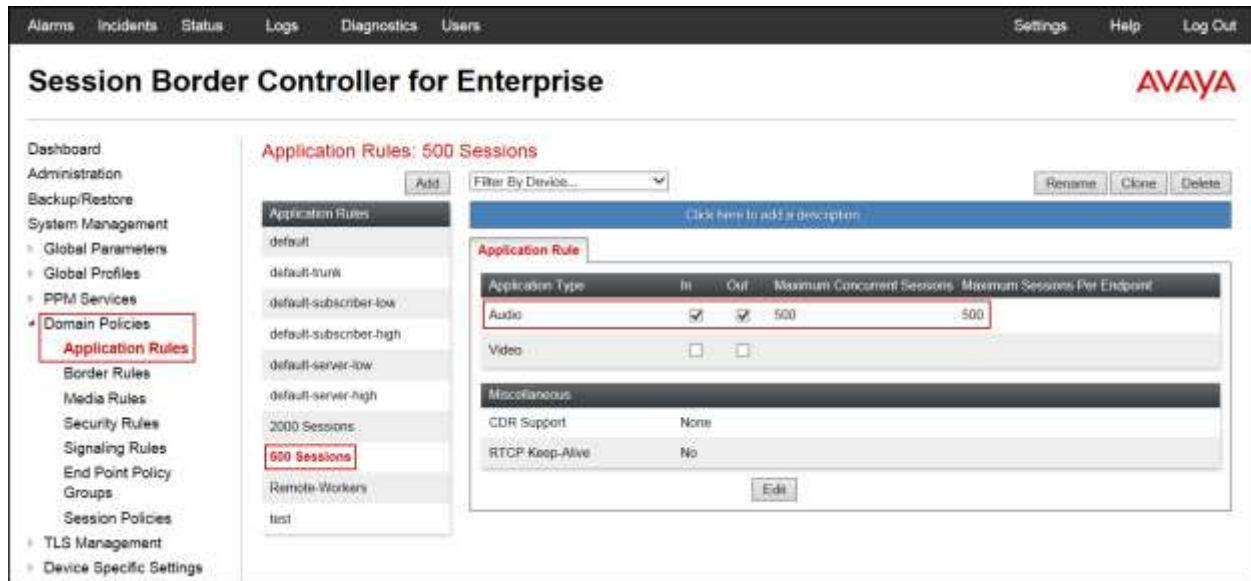 Alarms Incidents Status Logs Diagnostics Users Settings Help Log Out
Session Border Controller for Enterprise
AVAYA
Dashboard
Administration
Backup/Restore
System Management
Global Parameters
Global Profiles
PPM Services
Domain Policies
Application Rules
Border Rules
Media Rules
Security Rules
Signaling Rules
End Point Policy
Groups
Session Policies
TLS Management
Device Specific Settings
Application Rules: 500 Sessions
Add
Filter By Device...
Rename Clone Delete
Application Rules
default
default-trunk
default-subscriber-low
default-subscriber-high
default-server-low
default-server-high
2000 Sessions
500 Sessions
Remote-Workers
test
Click here to add a description.
Application Rule
Application Type In Out Maximum Concurrent Sessions Maximum Sessions Per Endpoint
Audio 500 500
Video
Miscellaneous
CDR Support None
RTCP Keep-Alive No
Edit